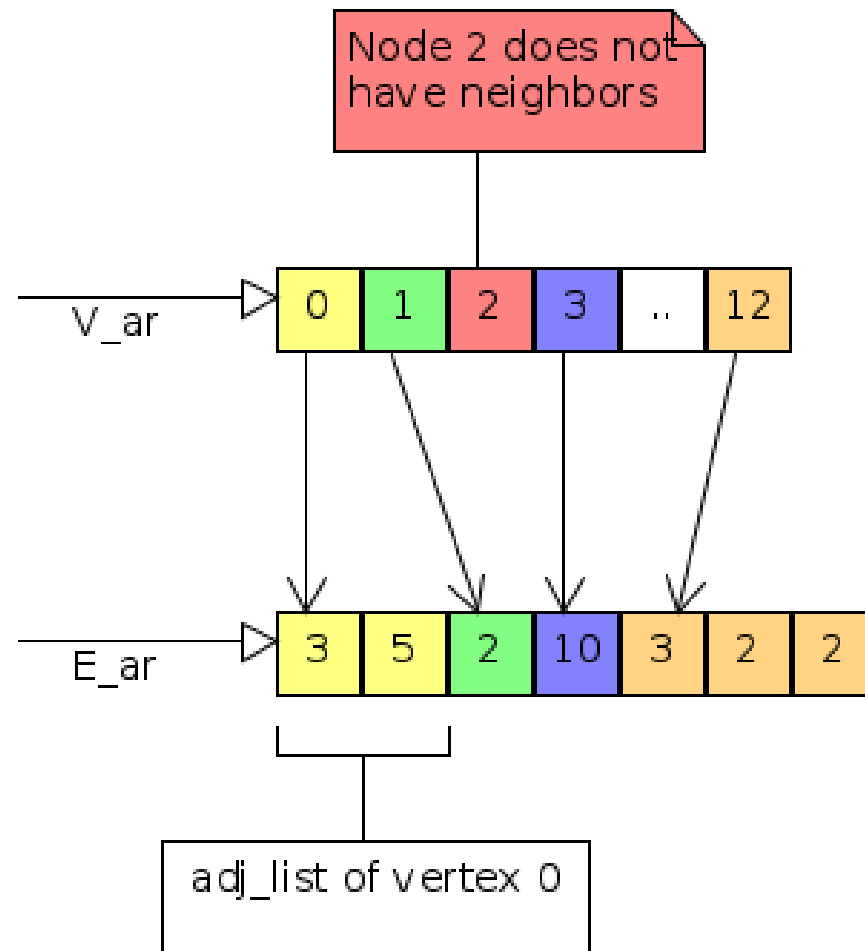 Node 2 does not
have neighbors
0 1 2 3 .. 12
V_ar
3 5 2 10 3 2 2
E_ar
adj_list of vertex 0